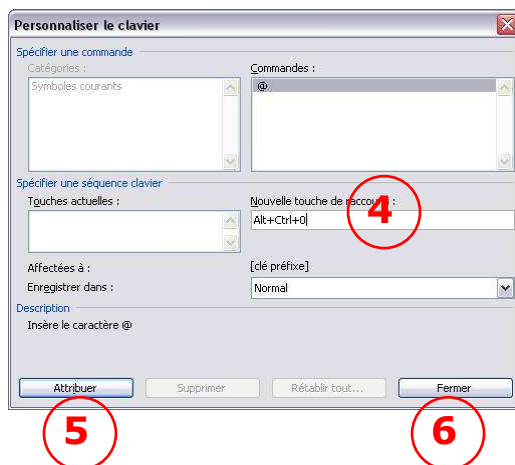 Personnaliser le clavier
Spécifier une commande
Catégories :
Commandes :
Symboles courants
@
Spécifier une séquence clavier
Touches actuelles :
Nouvelle touche de raccourci :
4
Alt+Ctrl+0
Affectées à :
[clé préfixe]
Enregistrer dans :
Normal
Description
Insère le caractère @
Attribuer
Supprimer
Rétablir tout...
Fermer
5
6